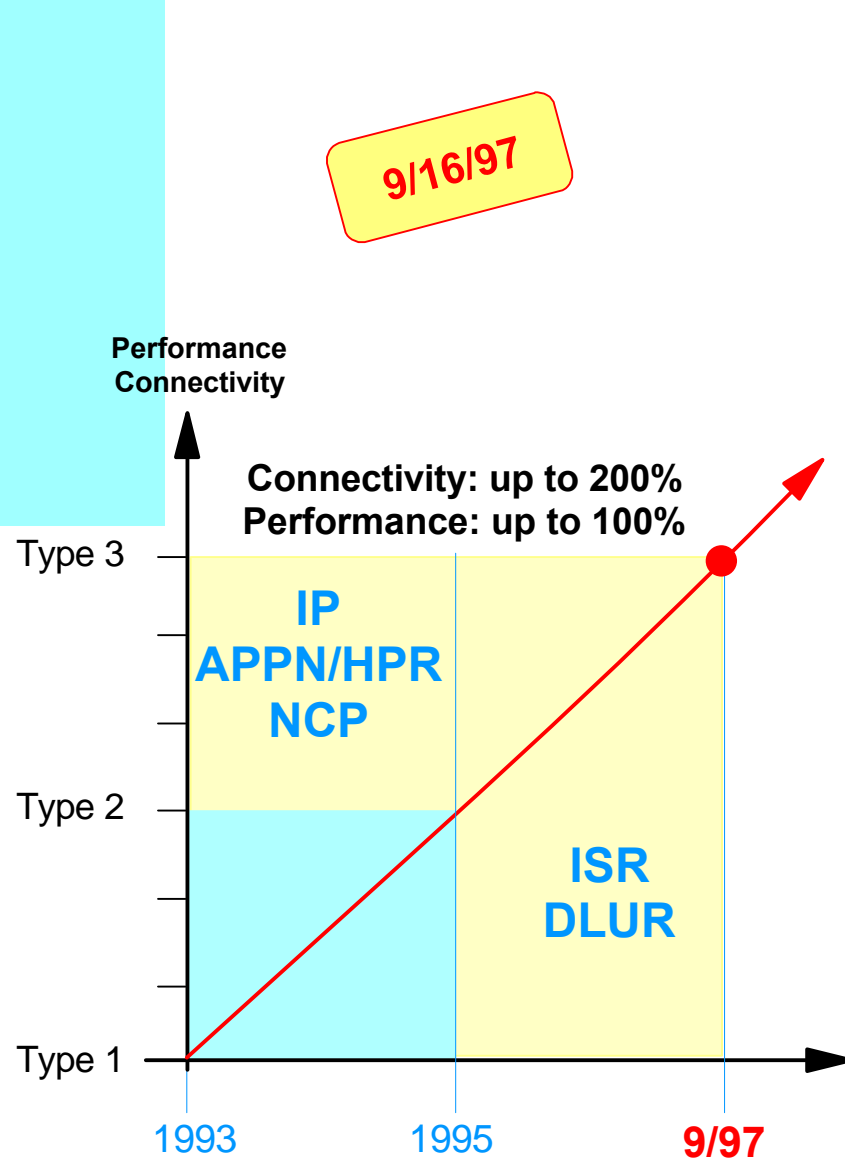 9/16/97
Performance
Connectivity
Connectivity: up to 200%
Performance: up to 100%
Type 3
IP
APPN/HPR
NCP
Type 2
ISR
DLUR
Type 1
1993
1995
9/97